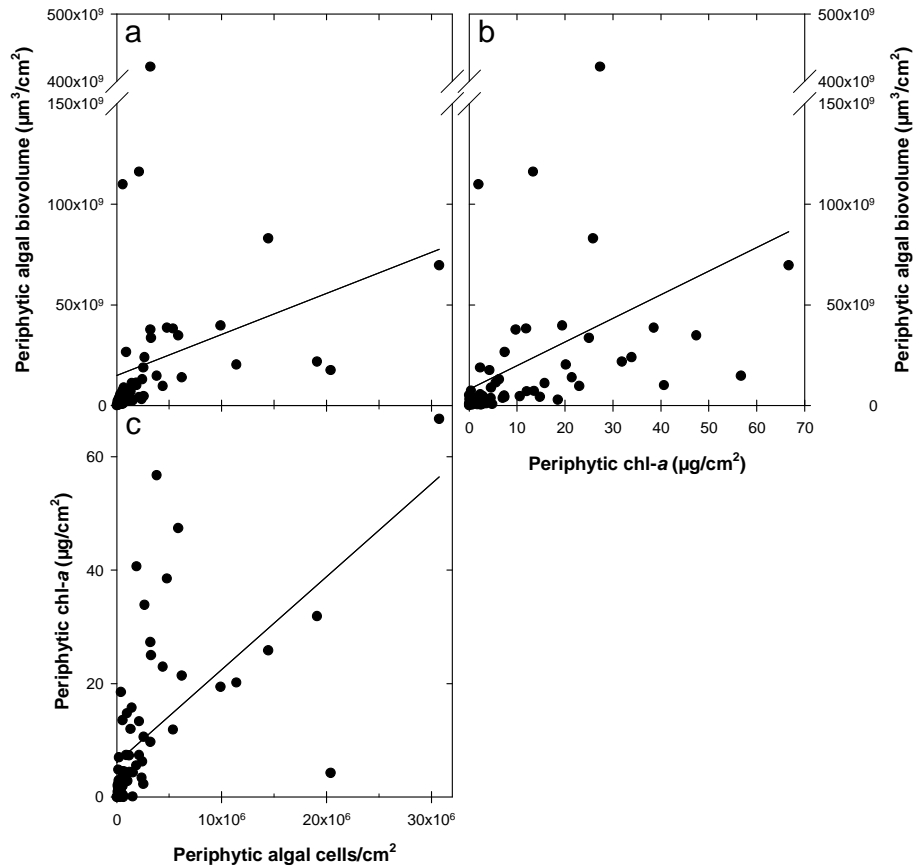 a
b
500x10⁹
400x10⁹
150x10⁹
100x10⁹
50x10⁹
0
Periphytic algal biovolume (µm³/cm²)
500x10⁹
400x10⁹
150x10⁹
100x10⁹
50x10⁹
0
Periphytic algal biovolume (µm³/cm²)
0 10 20 30 40 50 60 70
Periphytic chl-a (µg/cm²)
c
60
40
20
0
Periphytic chl-a (µg/cm²)
0 10x10⁶ 20x10⁶ 30x10⁶
Periphytic algal cells/cm²